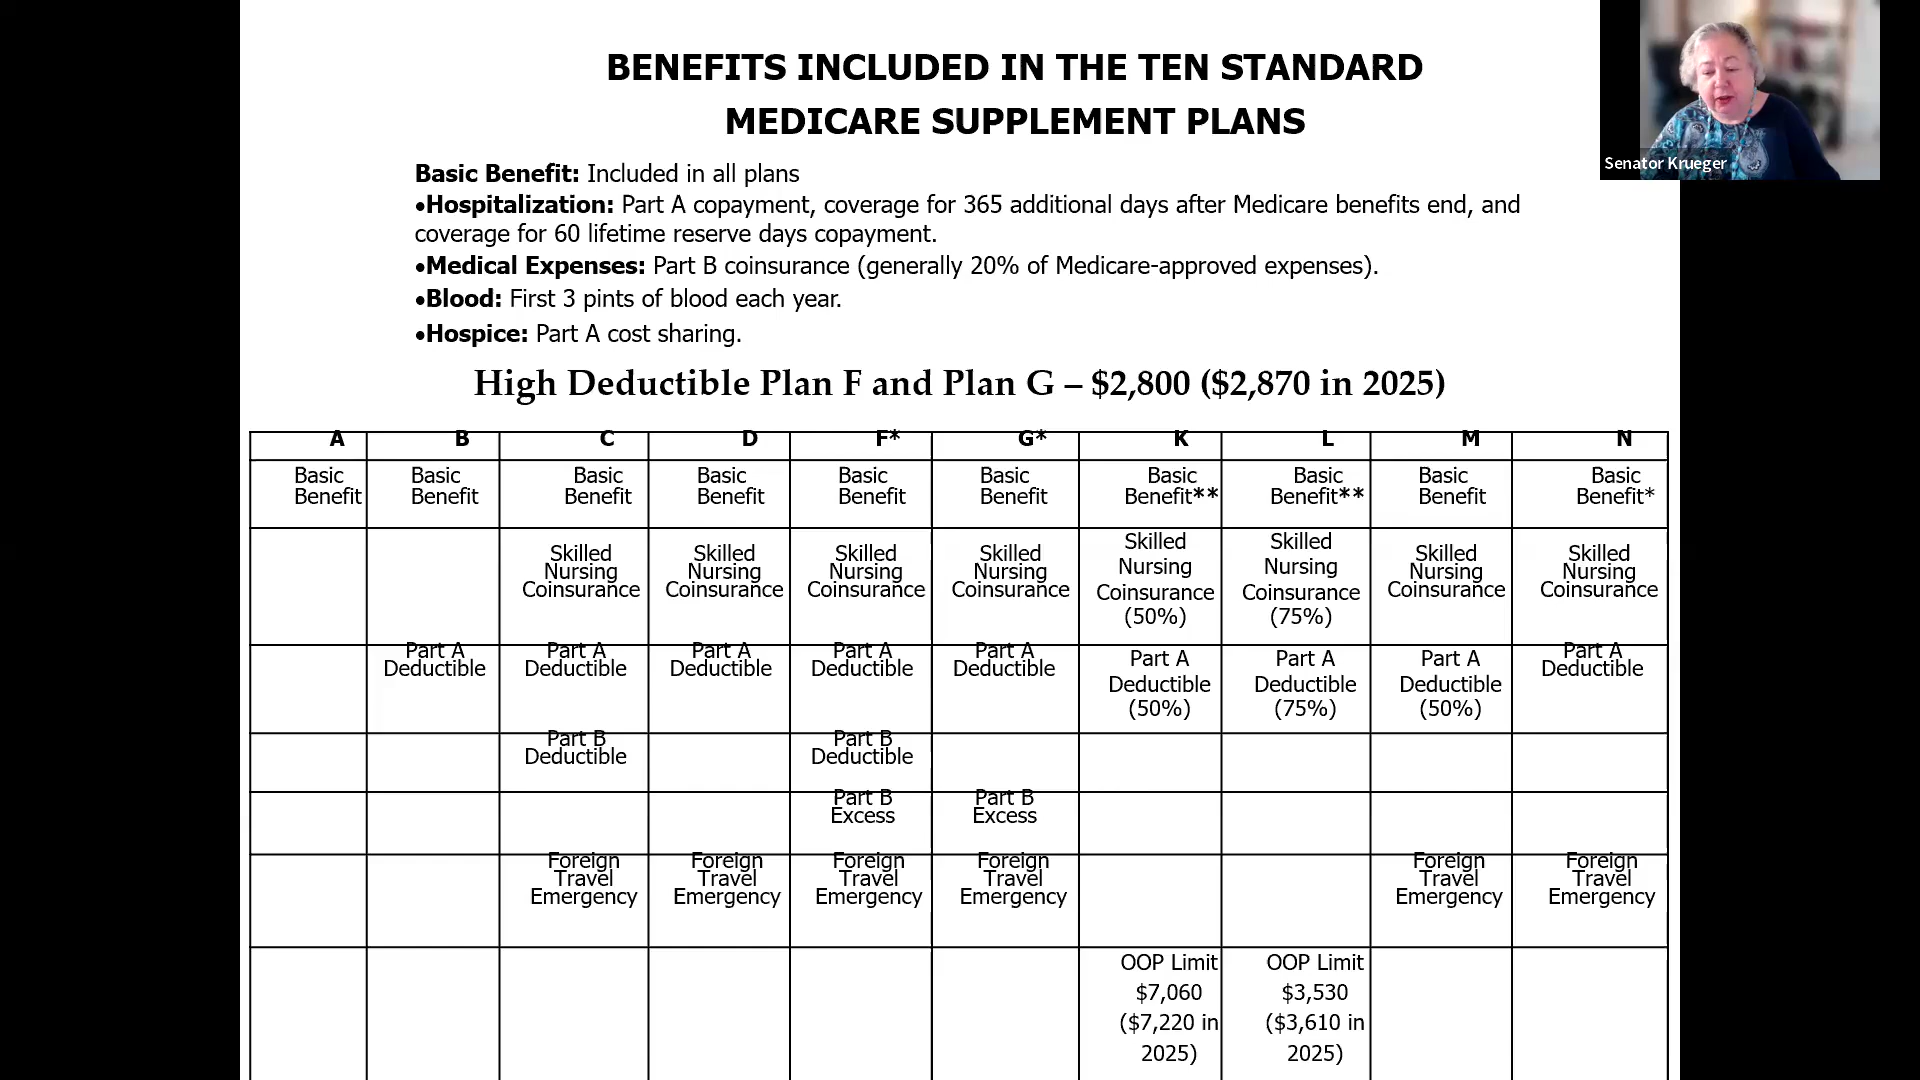 BENEFITS INCLUDED IN THE TEN STANDARD
MEDICARE SUPPLEMENT PLANS
Senator Krueger
Basic Benefit: Included in all plans
•Hospitalization: Part A copayment, coverage for 365 additional days after Medicare benefits end, and
coverage for 60 lifetime reserve days copayment.
•Medical Expenses: Part B coinsurance (generally 20% of Medicare-approved expenses).
•Blood: First 3 pints of blood each year.
•Hospice: Part A cost sharing.
High Deductible Plan F and Plan G – $2,800 ($2,870 in 2025)
A B C D F* G* K L M N
Basic Basic Basic Basic Basic Basic Basic Basic Basic Basic
Benefit Benefit Benefit Benefit Benefit Benefit Benefit** Benefit** Benefit Benefit*
Skilled Skilled Skilled Skilled Skilled Skilled Skilled Skilled
Nursing Nursing Nursing Nursing Nursing Nursing Nursing Nursing
Coinsurance Coinsurance Coinsurance Coinsurance Coinsurance Coinsurance Coinsurance Coinsurance
(50%) (75%)
Part A Part A Part A Part A Part A Part A Part A Part A Part A
Deductible Deductible Deductible Deductible Deductible Deductible Deductible Deductible Deductible
(50%) (75%) (50%)
Part B Part B
Deductible Deductible
Part B Part B
Excess Excess
Foreign Foreign Foreign Foreign Foreign Foreign
Travel Travel Travel Travel Travel Travel
Emergency Emergency Emergency Emergency Emergency Emergency
OOP Limit OOP Limit
$7,060 $3,530
($7,220 in ($3,610 in
2025) 2025)